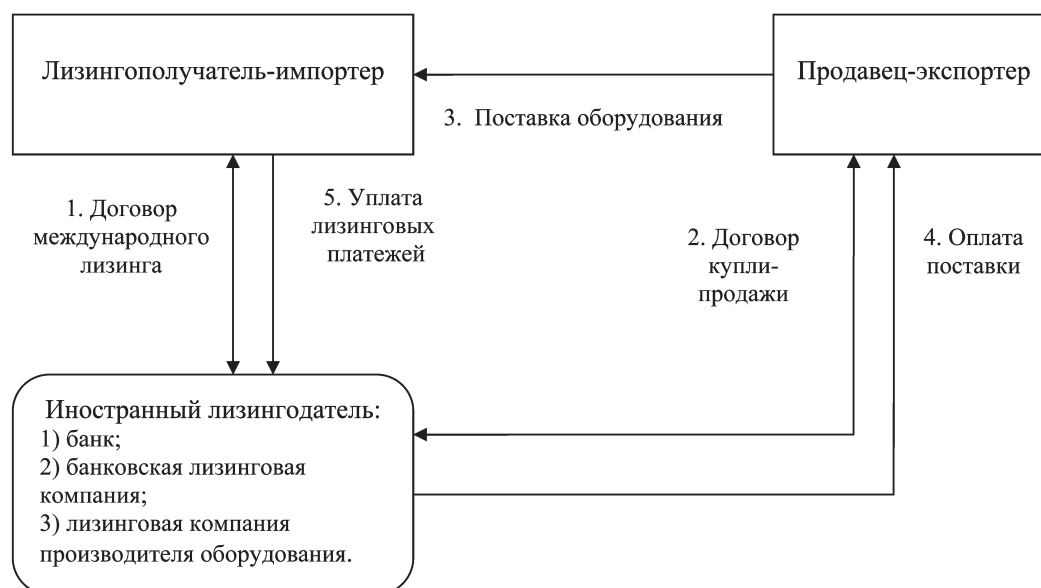 Лизингополучатель-импортер
Продавец-экспортер
3. Поставка оборудования
1. Договор
международного
лизинга
5. Уплата
лизинговых
платежей
2. Договор
купли-
продажи
4. Оплата
поставки
Иностранный лизингодатель:
1) банк;
2) банковская лизинговая
компания;
3) лизинговая компания
производителя оборудования.